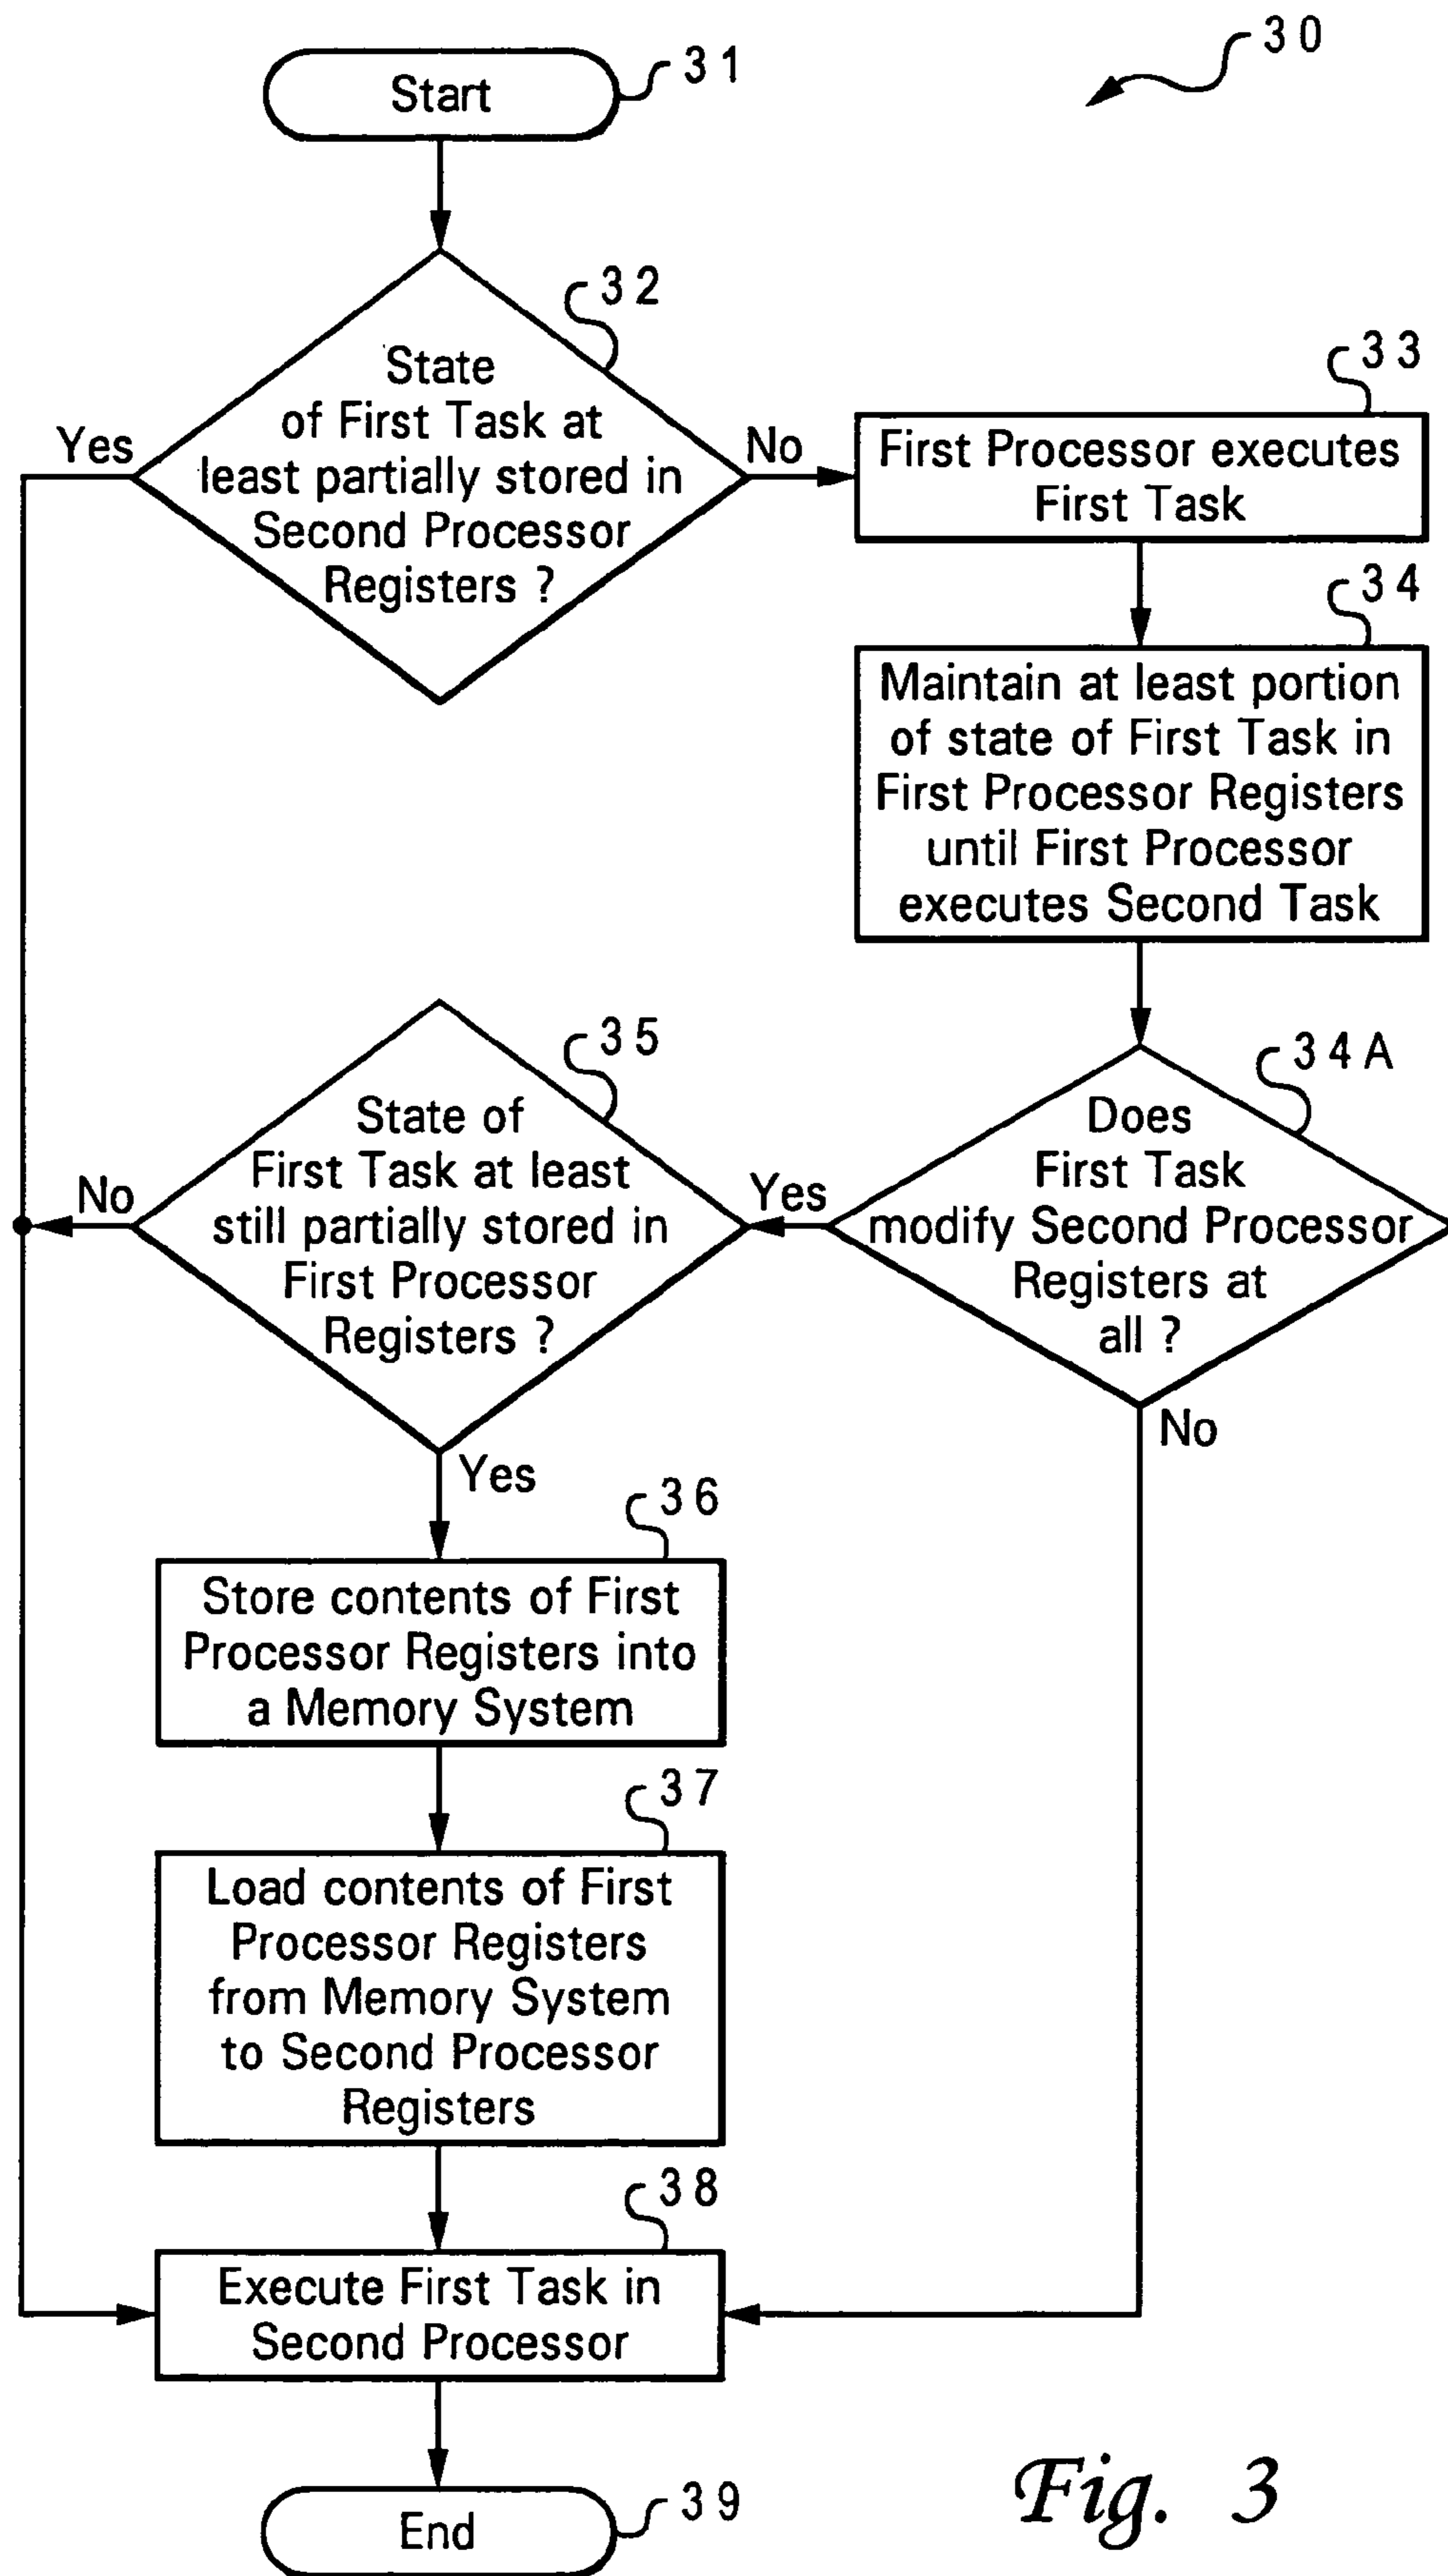 30
Start
31
32
State
of First Task at
least partially stored in
Second Processor
Registers ?
Yes
No
33
First Processor executes
First Task
34
Maintain at least portion
of state of First Task in
First Processor Registers
until First Processor
executes Second Task
34A
Does
First Task
modify Second Processor
Registers at
all ?
Yes
No
35
State of
First Task at least
still partially stored in
First Processor
Registers ?
No
Yes
36
Store contents of First
Processor Registers into
a Memory System
37
Load contents of First
Processor Registers
from Memory System
to Second Processor
Registers
38
Execute First Task in
Second Processor
End
39
Fig. 3